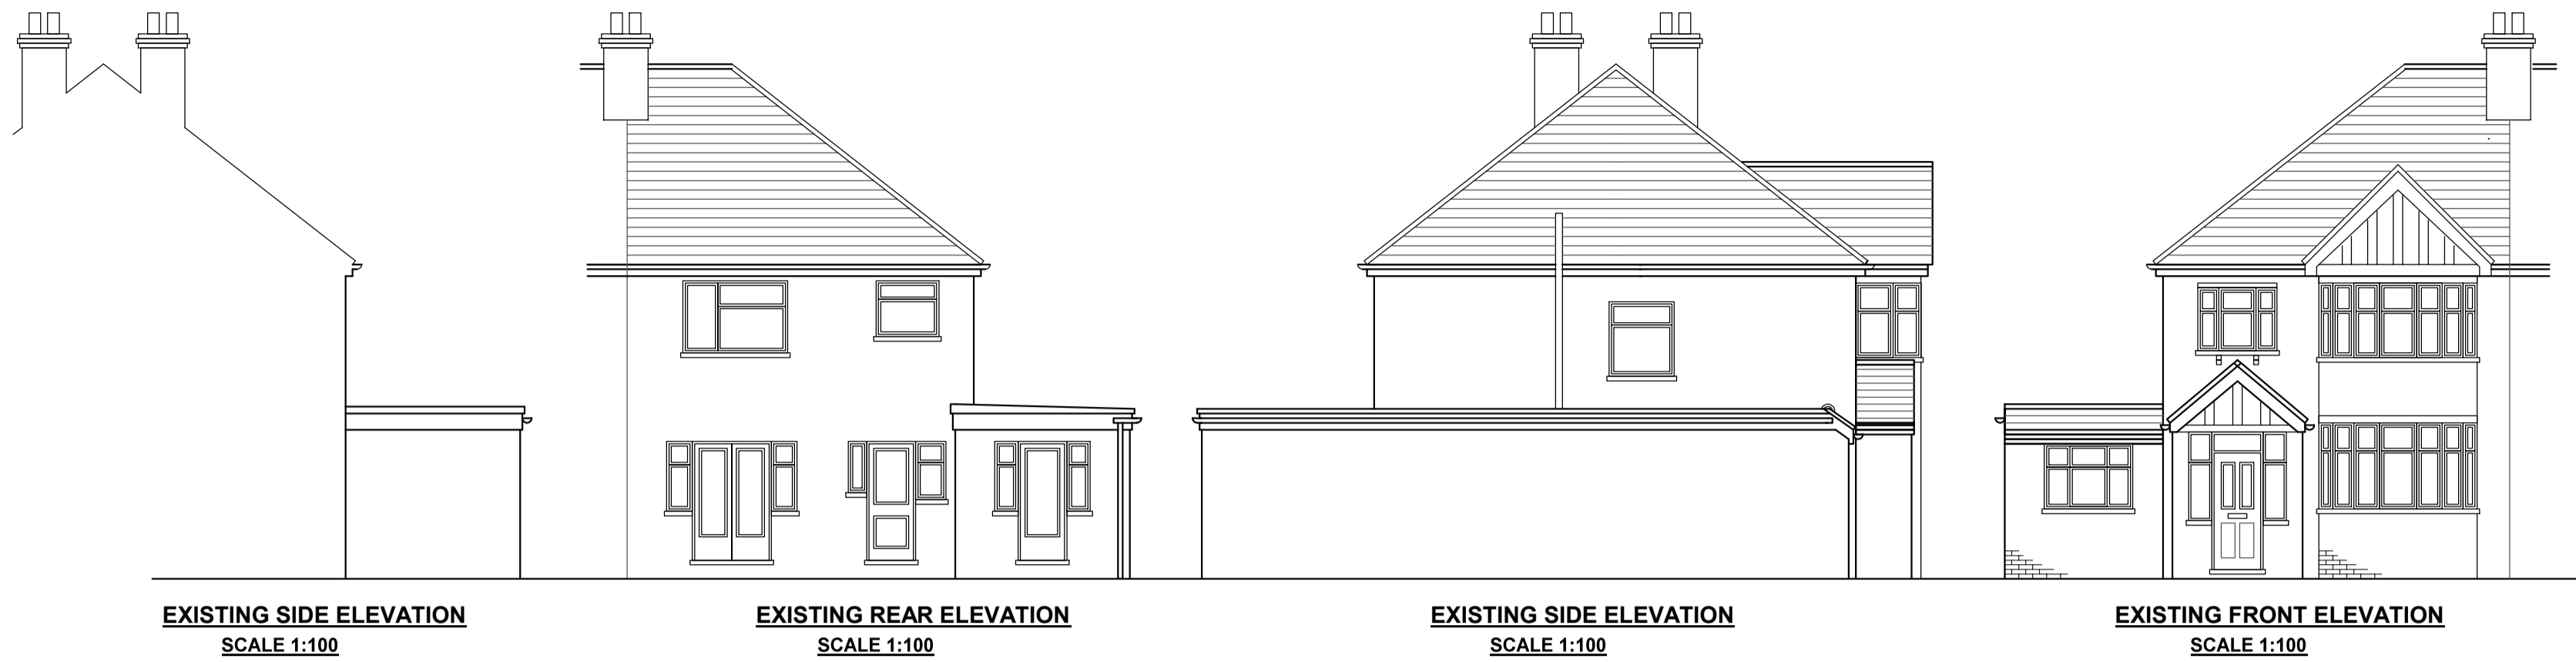 EXISTING SIDE ELEVATION
SCALE 1:100
EXISTING REAR ELEVATION
SCALE 1:100
EXISTING SIDE ELEVATION
SCALE 1:100
EXISTING FRONT ELEVATION
SCALE 1:100